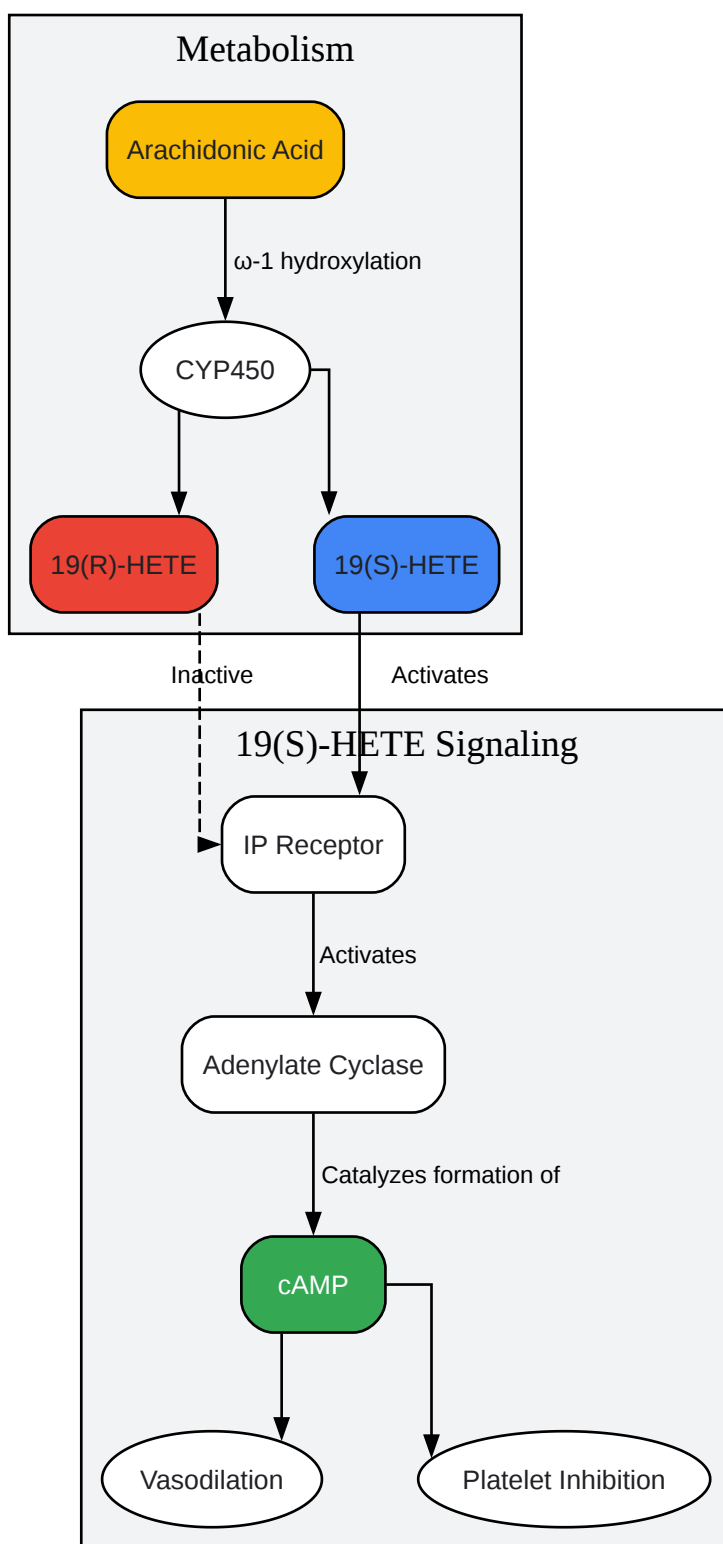 Metabolism
Arachidonic Acid
ω-1 hydroxylation
CYP450
19(R)-HETE
19(S)-HETE
Inactive
Activates
19(S)-HETE Signaling
IP Receptor
Activates
Adenylate Cyclase
Catalyzes formation of
cAMP
Vasodilation
Platelet Inhibition